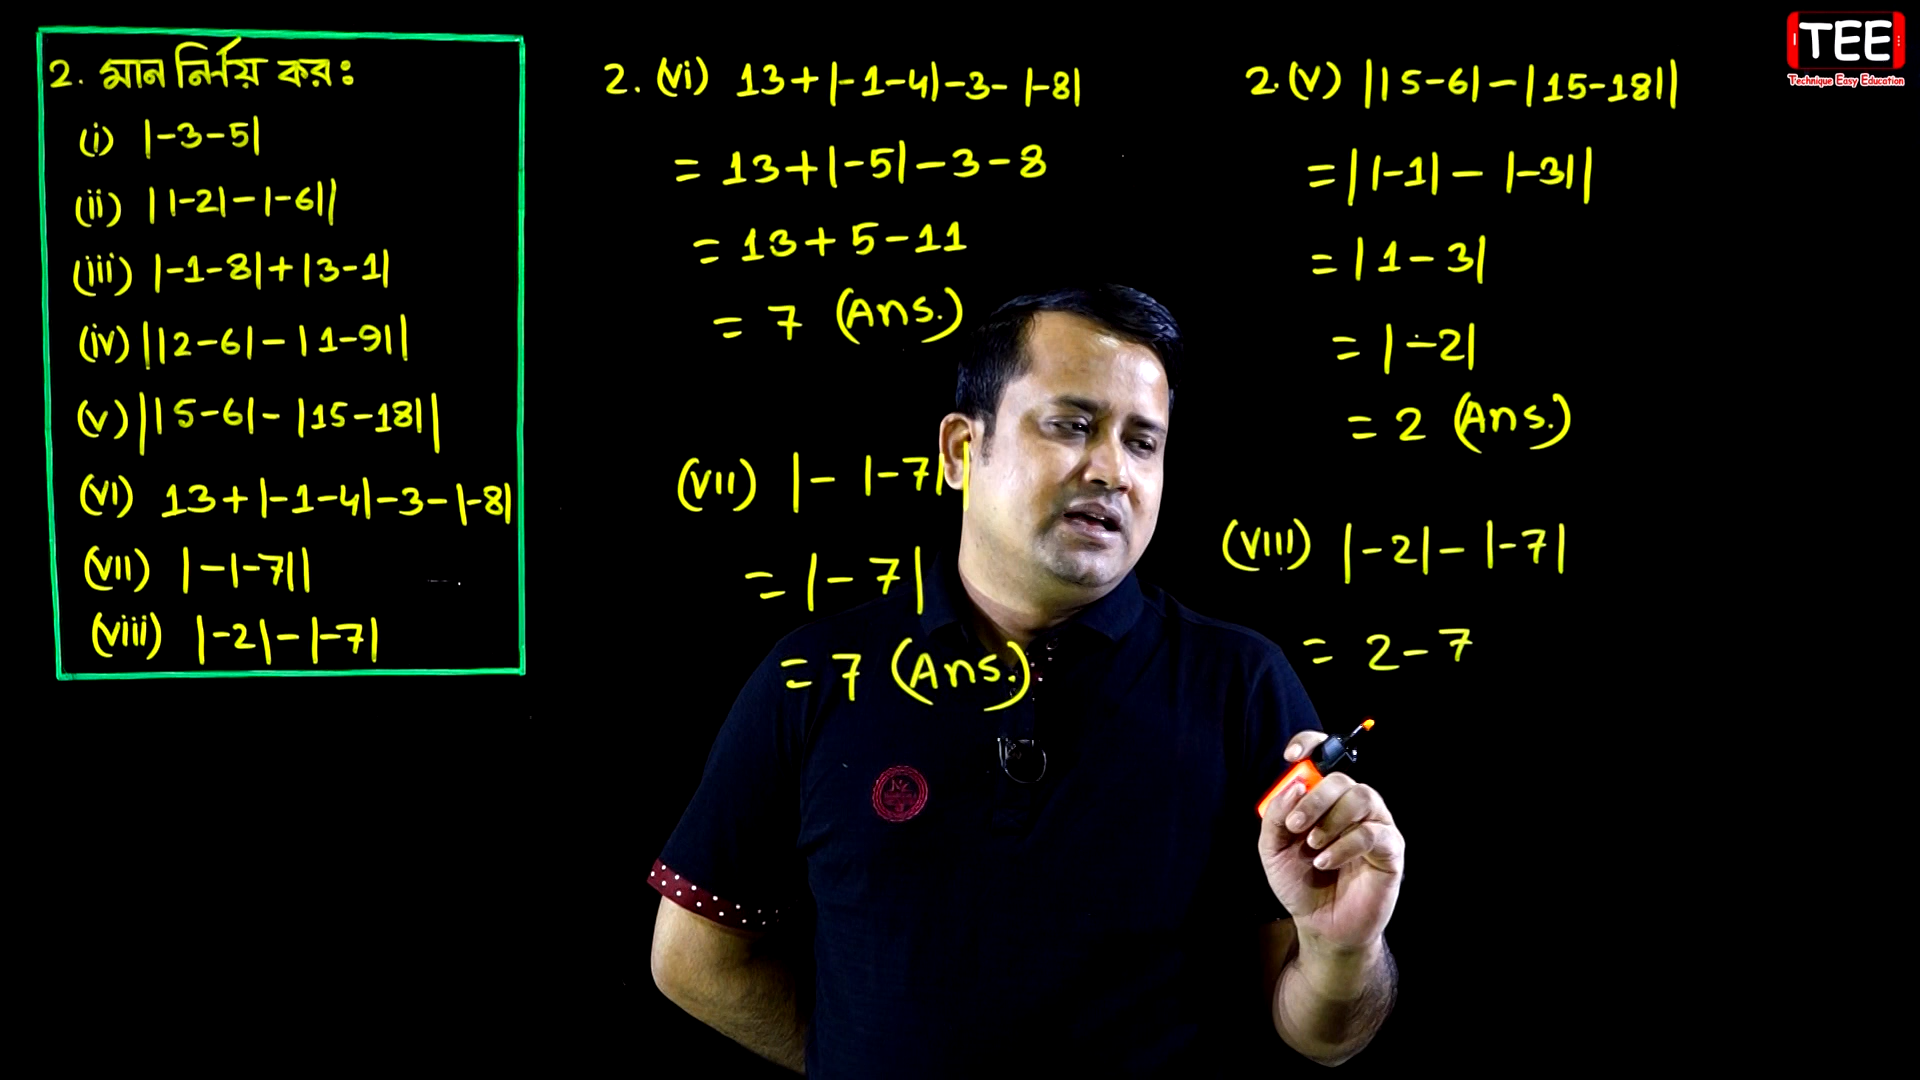 2. মান নির্ণয় কর:
(i) |-3-5|
(ii) ||-2|-|-6||
(iii) |-1-8|+|3-1|
(iv) ||2-6|-|1-9||
(v) ||5-6|-|15-18||
(vi) 13+|-1-4|-3-|-8|
(vii) |-|-7||
(viii) |-2|-|-7|
2. (vi) 13+|-1-4|-3-|-8|
= 13+|-5|-3-8
= 13+5-11
= 7 (Ans.)
(vii) |-|-7||
= |-7|
= 7 (Ans.)
2. (v) ||5-6|-|15-18||
= ||-1|-|-3||
= |1-3|
= |-2|
= 2 (Ans.)
(viii) |-2|-|-7|
= 2-7
TEE
Technique Easy Education